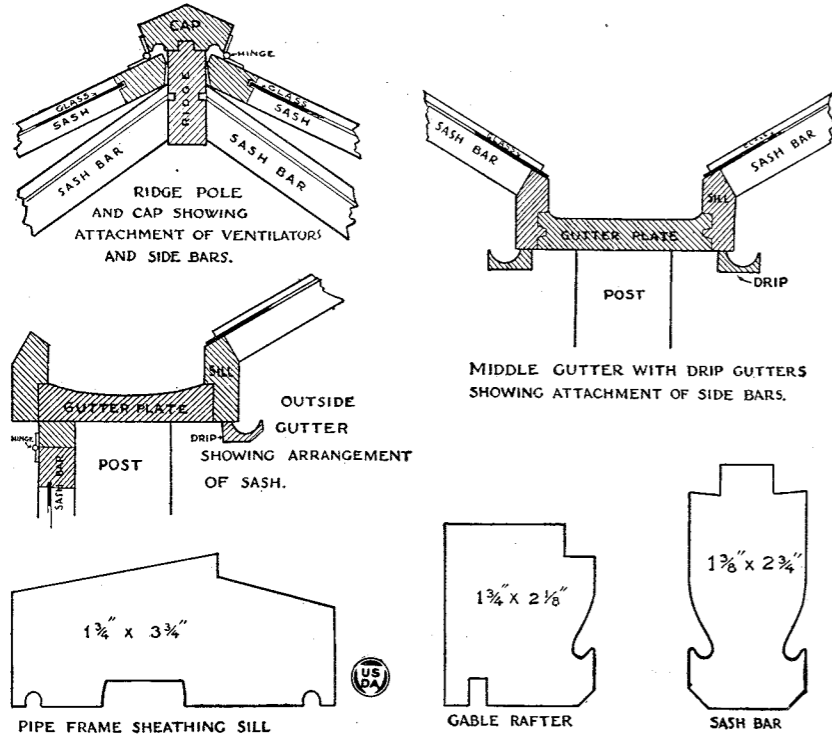 CAP
HINGE
RIDGE
GLASS
SASH
SASH BAR
GLASS
SASH
SASH BAR
RIDGE POLE
AND CAP SHOWING
ATTACHMENT OF VENTILATORS
AND SIDE BARS.
GLASS
SASH BAR
GLASS
SASH BAR
SILL
GUTTER PLATE
DRIP
POST
MIDDLE GUTTER WITH DRIP GUTTERS
SHOWING ATTACHMENT OF SIDE BARS.
SILL
GUTTER PLATE
HINGE
DRIP
POST
SASH BAR
OUTSIDE
GUTTER
SHOWING ARRANGEMENT
OF SASH.
1¾" x 3¾"
PIPE FRAME SHEATHING SILL
US
DA
1¾" x 2⅛"
GABLE RAFTER
1⅜" x 2¾"
SASH BAR